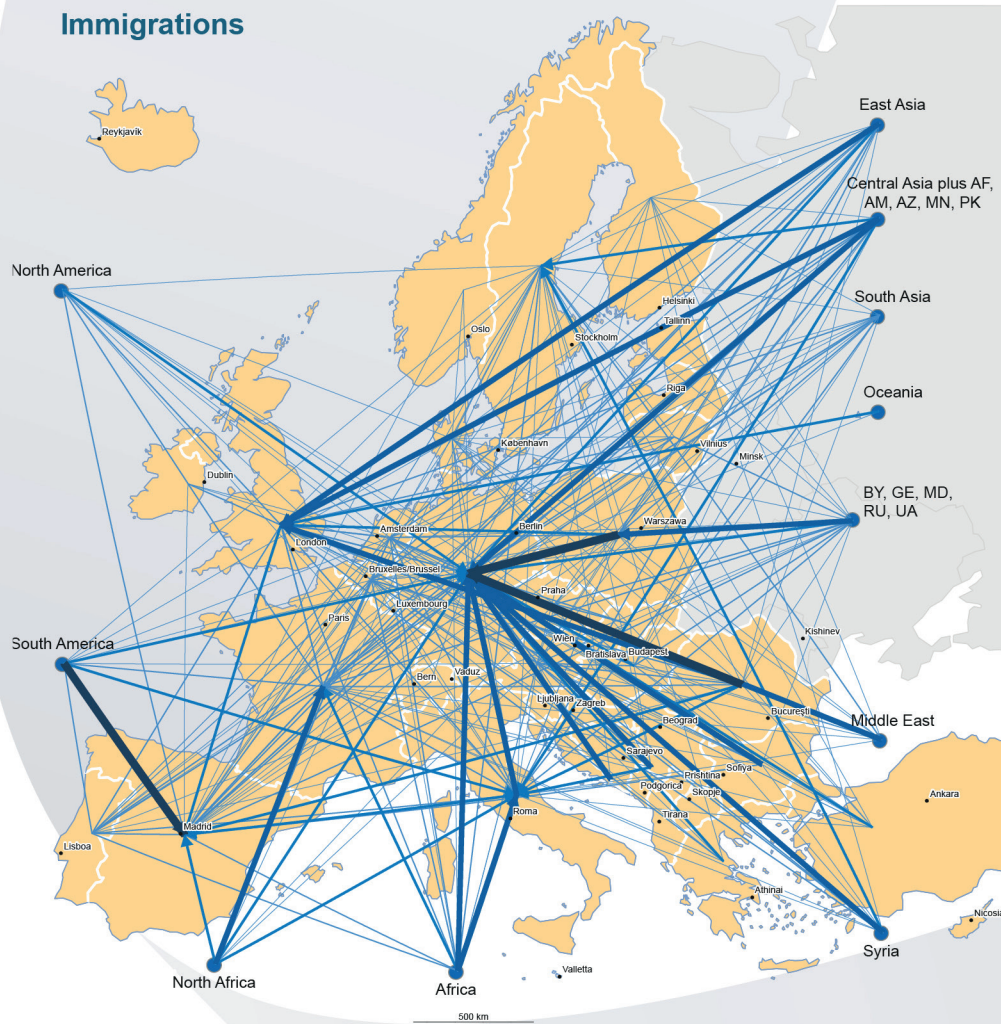 Immigrations
East Asia
Reykjavík
Central Asia plus AF,
AM, AZ, MN, PK
North America
South Asia
Helsinki
Tallinn
Oslo
Stockholm
Riga
Oceania
København
Vilnius
Minsk
Dublin
BY, GE, MD,
RU, UA
Warszawa
Berlin
Amsterdam
London
Bruxelles/Brussel
Praha
Luxembourg
Paris
Kishinev
South America
Wien
Bratislava
Budapest
Vaduz
Bern
Ljubljana
Zagreb
Bucureşti
Beograd
Middle East
Sarajevo
Sofiya
Prishtina
Podgorica
Skopje
Ankara
Roma
Tirana
Madrid
Lisboa
Athinai
Nicosia
Syria
Valletta
North Africa
Africa
500 km